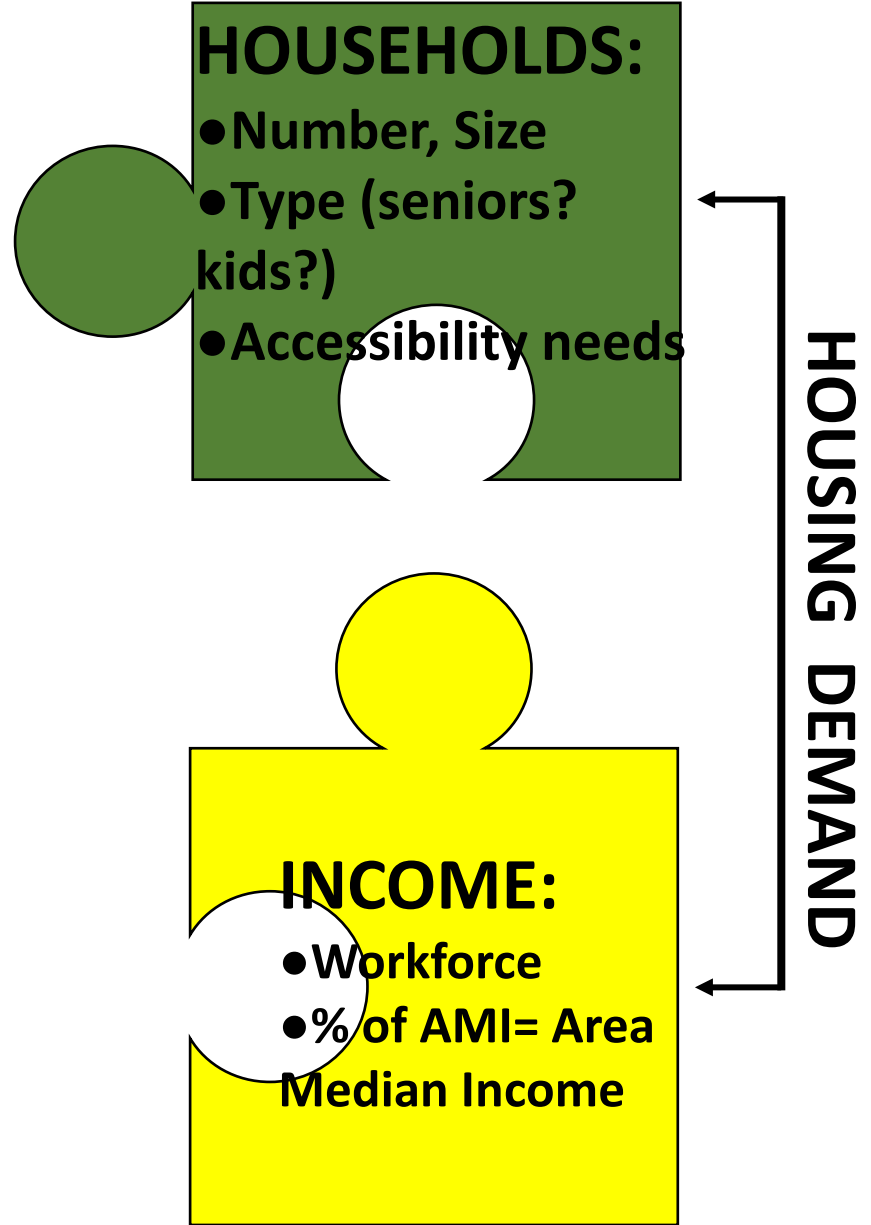 HOUSEHOLDS:
●Number, Size
●Type (seniors?
kids?)
●Accessibility needs
HOUSING DEMAND
INCOME:
●Workforce
●% of AMI= Area
Median Income